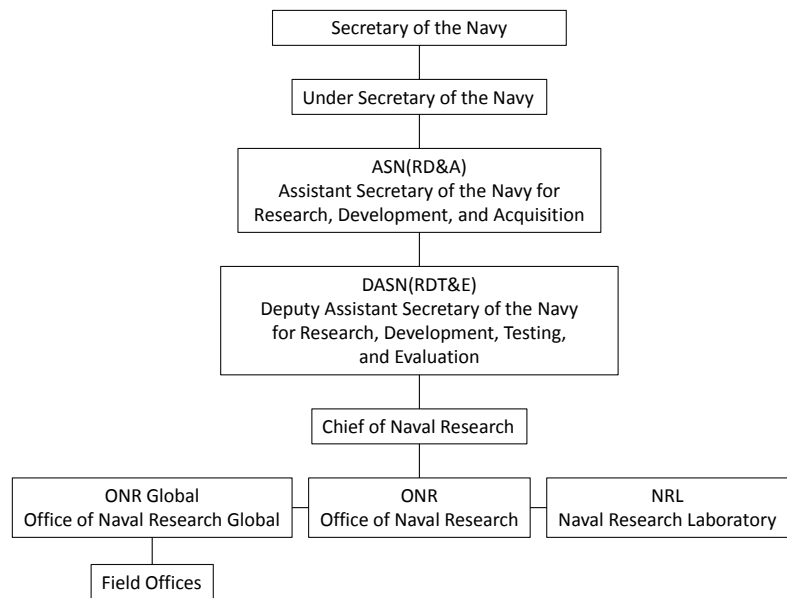 Secretary of the Navy
Under Secretary of the Navy
ASN(RD&A)
Assistant Secretary of the Navy for
Research, Development, and Acquisition
DASN(RDT&E)
Deputy Assistant Secretary of the Navy
for Research, Development, Testing,
and Evaluation
Chief of Naval Research
ONR Global
Office of Naval Research Global
ONR
Office of Naval Research
NRL
Naval Research Laboratory
Field Offices